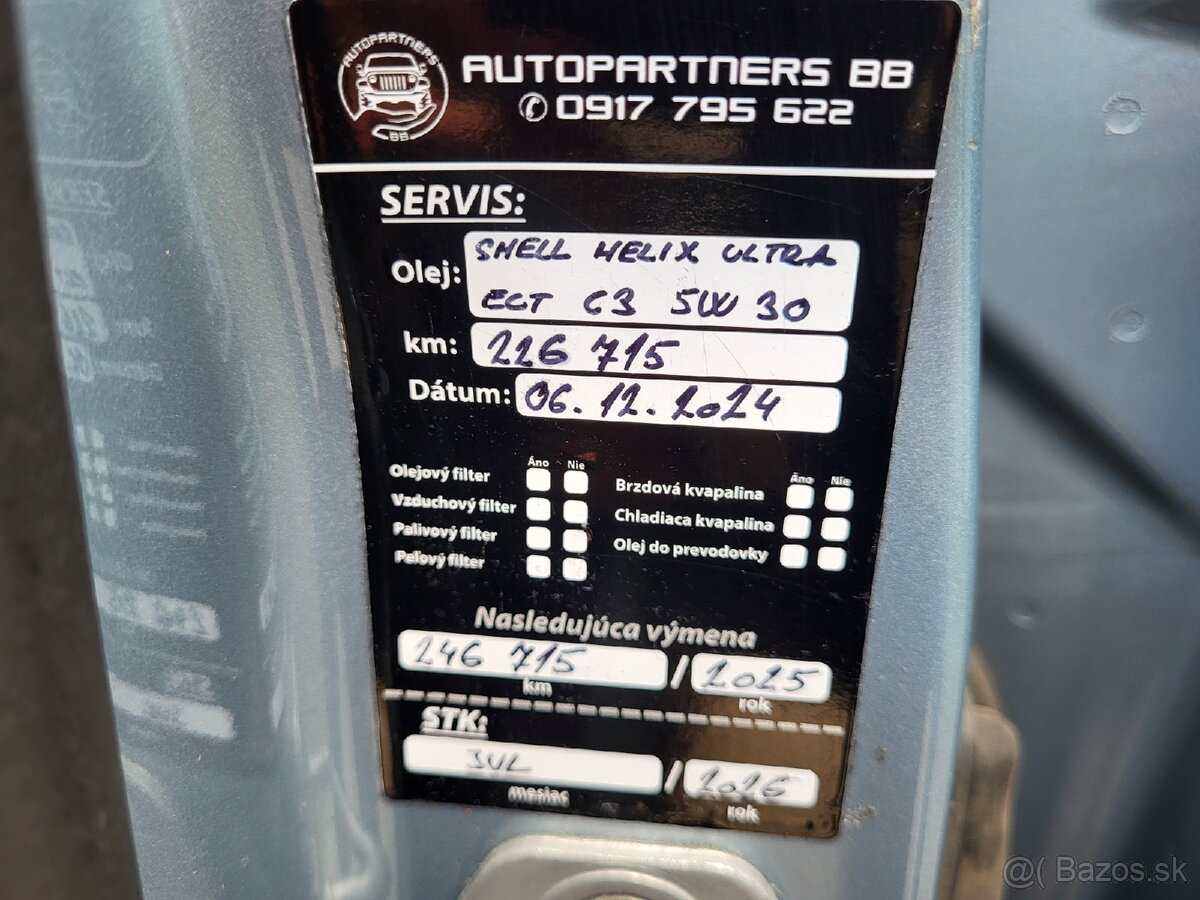 AUTOPARTNERS
BB
AUTOPARTNERS BB
✆ 0917 795 622
SERVIS:
Olej: SHELL HELIX ULTRA
ECT C3 5W 30
km: 226 715
Dátum: 06. 12. 2024
Áno Nie
Olejový filter
Vzduchový filter
Palivový filter
Peľový filter
Áno Nie
Brzdová kvapalina
Chladiaca kvapalina
Olej do prevodovky
Nasledujúca výmena
246 715 / 2025
km rok
STK:
JUL / 2026
mesiac rok
@( Bazos.sk